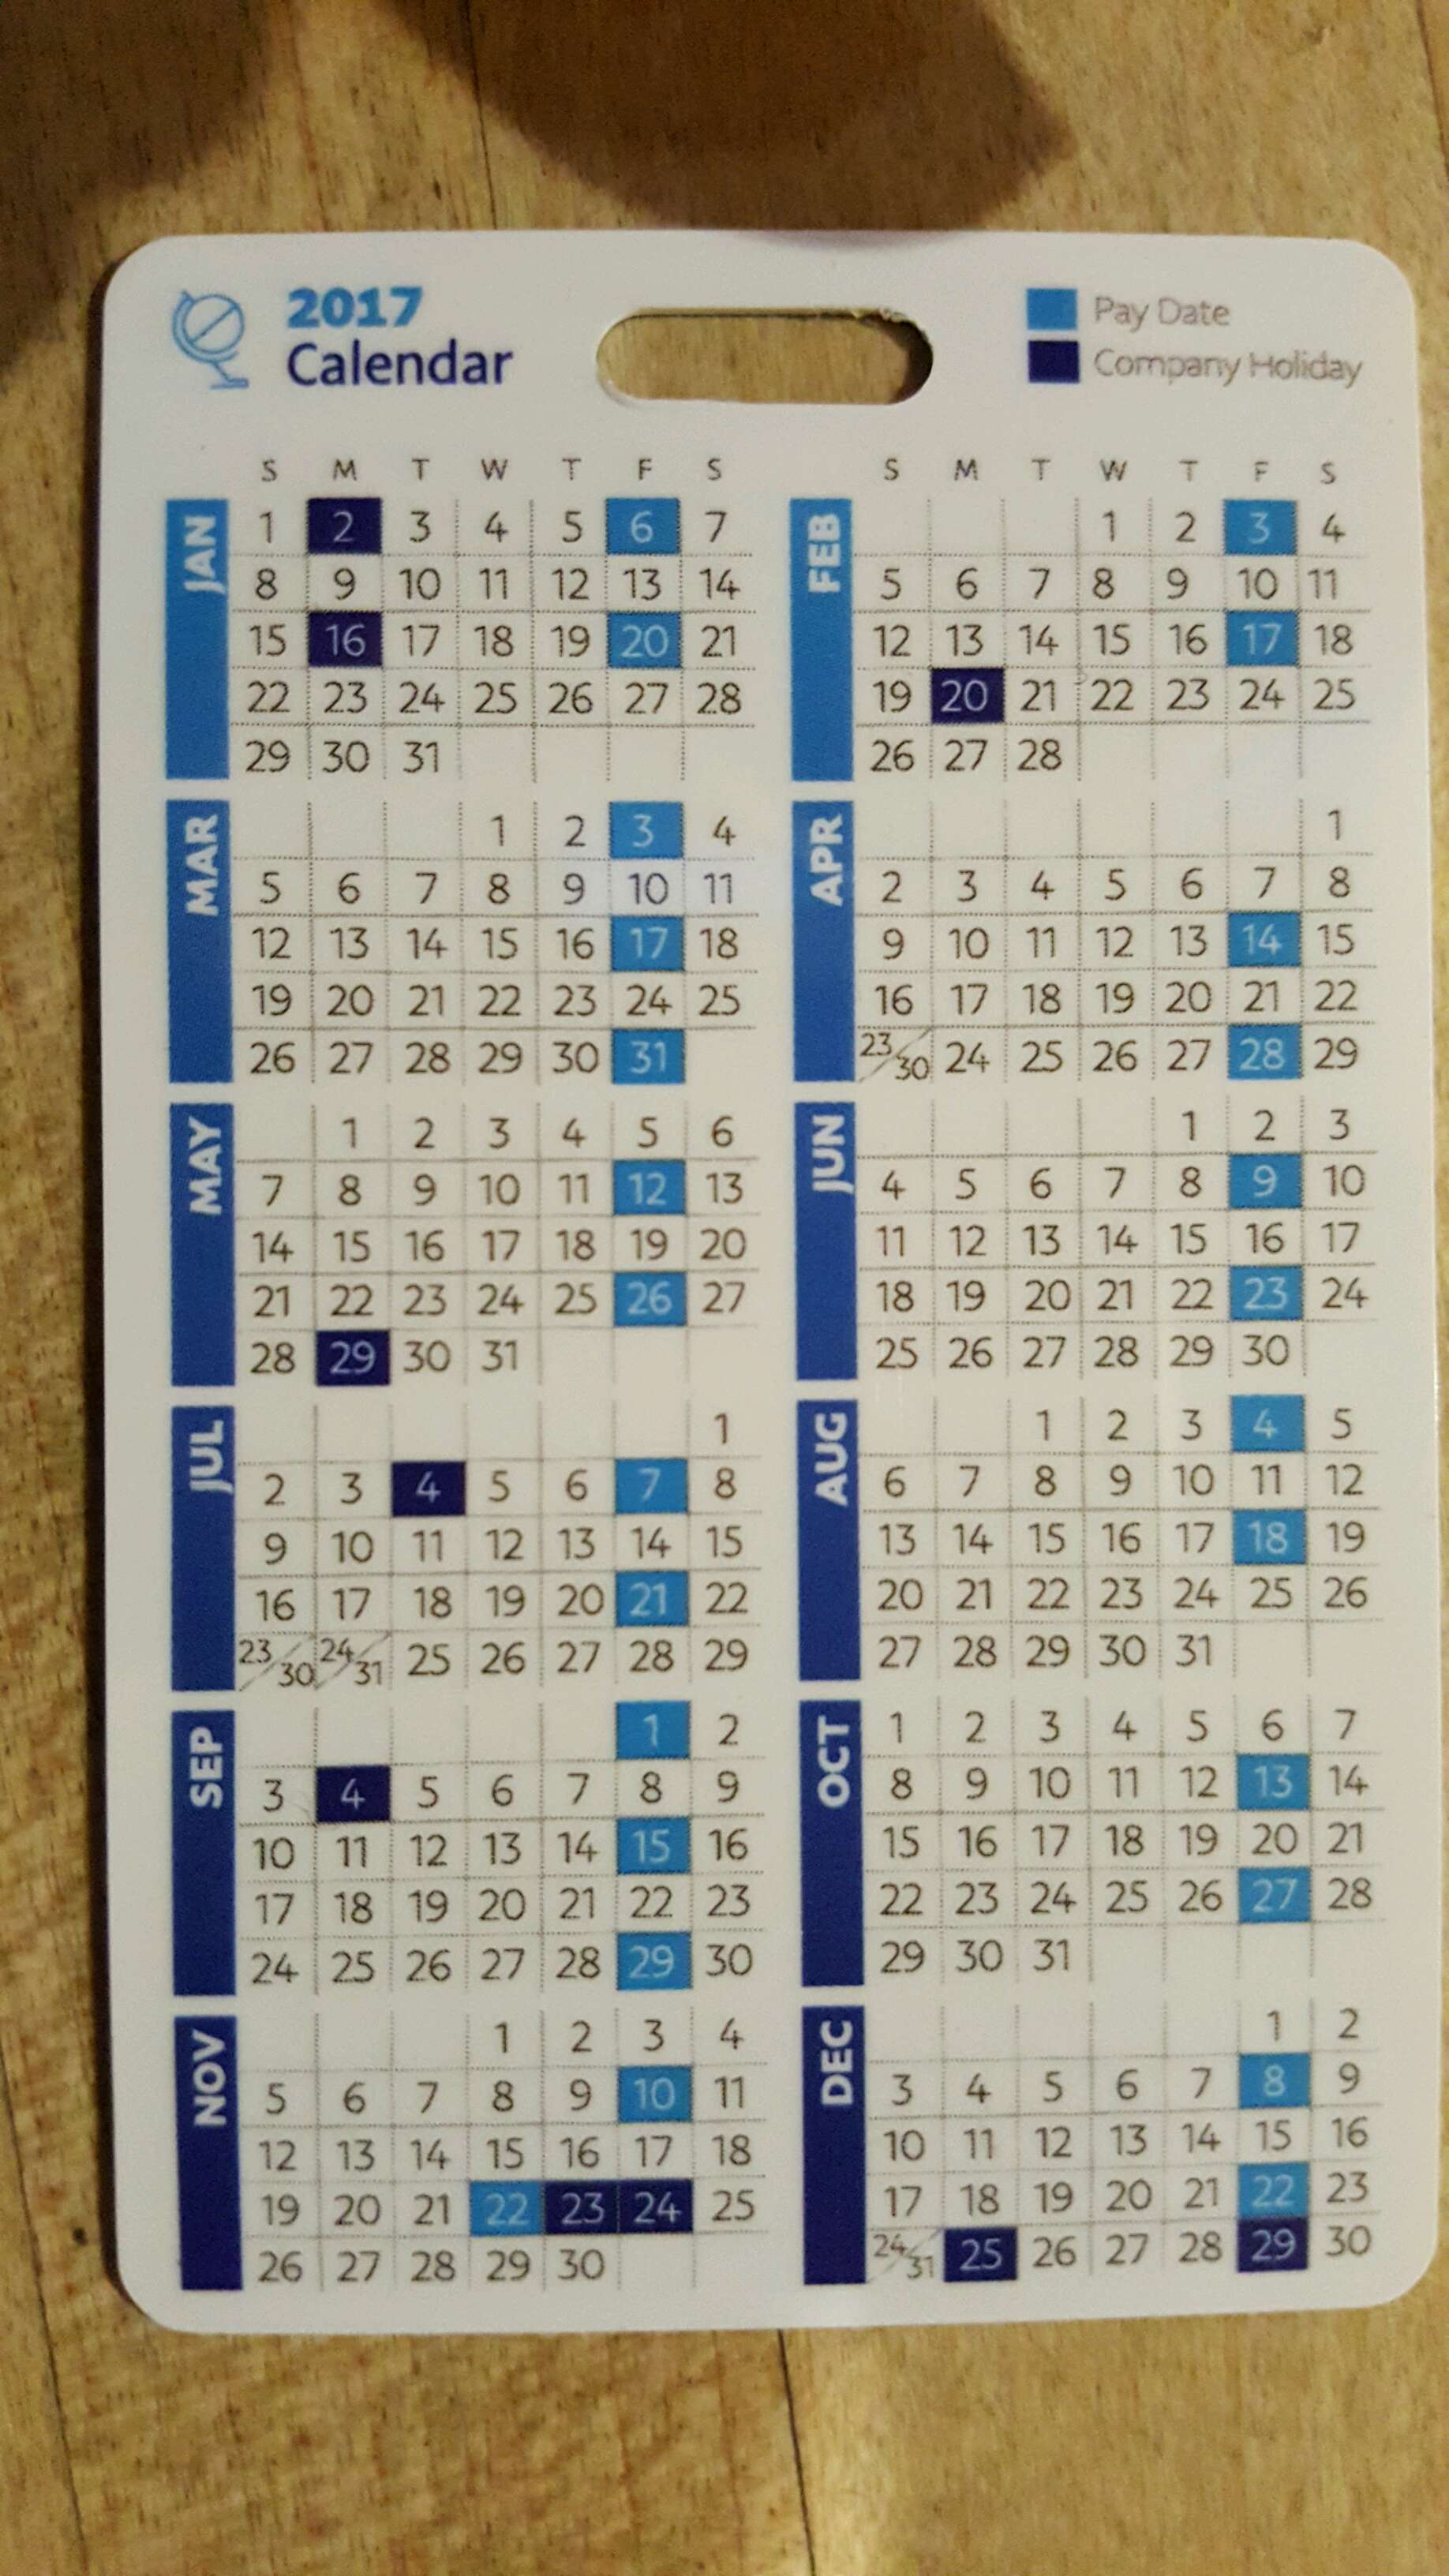 2017
Calendar
Pay Date
Company Holiday
S M T W T F S
JAN
1 2 3 4 5 6 7
8 9 10 11 12 13 14
15 16 17 18 19 20 21
22 23 24 25 26 27 28
29 30 31
S M T W T F S
FEB
1 2 3 4
5 6 7 8 9 10 11
12 13 14 15 16 17 18
19 20 21 22 23 24 25
26 27 28
MAR
1 2 3 4
5 6 7 8 9 10 11
12 13 14 15 16 17 18
19 20 21 22 23 24 25
26 27 28 29 30 31
APR
1
2 3 4 5 6 7 8
9 10 11 12 13 14 15
16 17 18 19 20 21 22
23/30 24 25 26 27 28 29
MAY
1 2 3 4 5 6
7 8 9 10 11 12 13
14 15 16 17 18 19 20
21 22 23 24 25 26 27
28 29 30 31
JUN
1 2 3
4 5 6 7 8 9 10
11 12 13 14 15 16 17
18 19 20 21 22 23 24
25 26 27 28 29 30
JUL
1
2 3 4 5 6 7 8
9 10 11 12 13 14 15
16 17 18 19 20 21 22
23/30 24/31 25 26 27 28 29
AUG
1 2 3 4 5
6 7 8 9 10 11 12
13 14 15 16 17 18 19
20 21 22 23 24 25 26
27 28 29 30 31
SEP
1 2
3 4 5 6 7 8 9
10 11 12 13 14 15 16
17 18 19 20 21 22 23
24 25 26 27 28 29 30
OCT
1 2 3 4 5 6 7
8 9 10 11 12 13 14
15 16 17 18 19 20 21
22 23 24 25 26 27 28
29 30 31
NOV
1 2 3 4
5 6 7 8 9 10 11
12 13 14 15 16 17 18
19 20 21 22 23 24 25
26 27 28 29 30
DEC
1 2
3 4 5 6 7 8 9
10 11 12 13 14 15 16
17 18 19 20 21 22 23
24/31 25 26 27 28 29 30